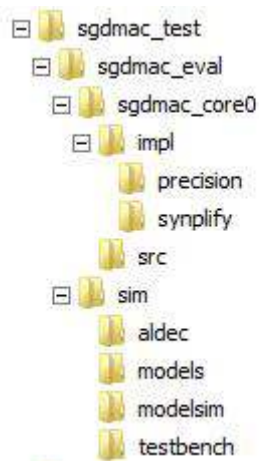 sgdmac_test
sgdmac_eval
sgdmac_core0
impl
precision
synplify
src
sim
aldec
models
modelsim
testbench